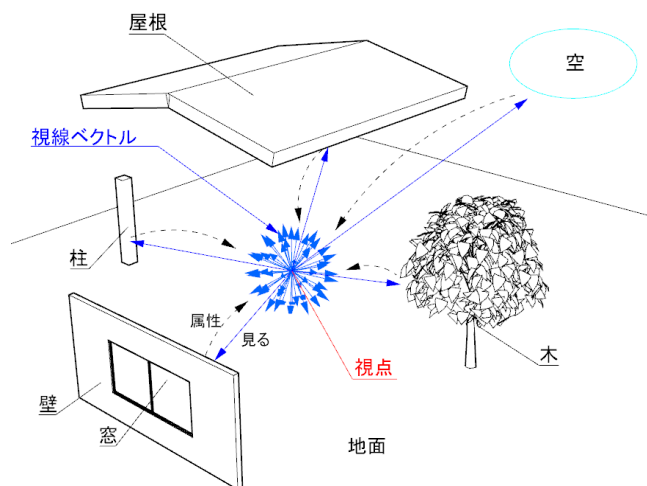 屋根
空
視線ベクトル
柱
属性
見る
視点
木
壁
窓
地面